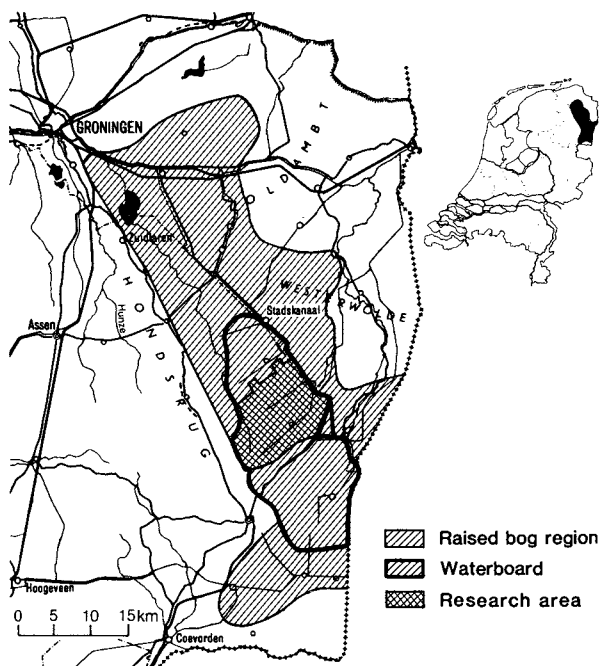 GRONINGEN
OLDAMBT
Zuidlaren
WESTERWOLDE
HONDSRUG
Hunze
Stadskanaal
Assen
Hoogeveen
0 5 10 15km
Coevorden
Raised bog region
Waterboard
Research area